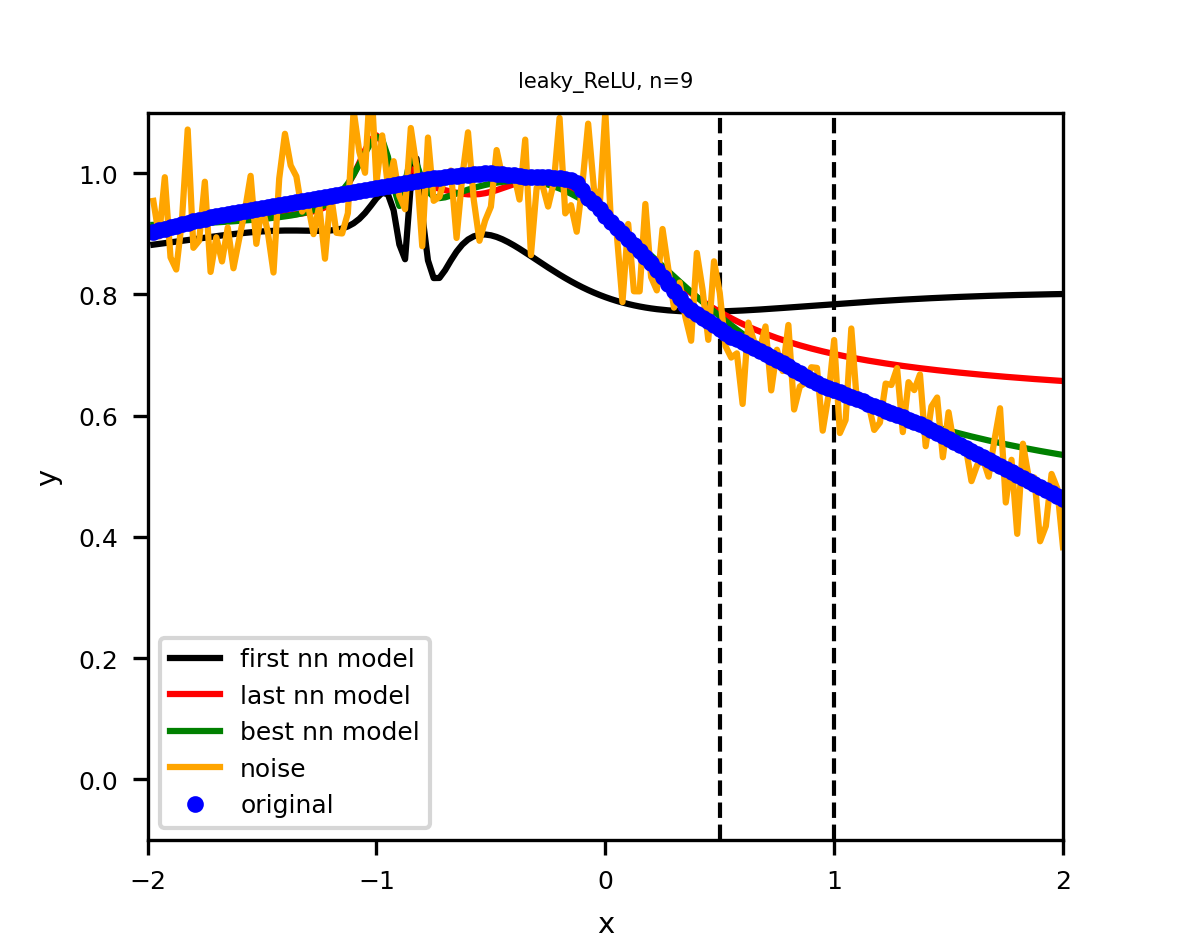 leaky_ReLU, n=9
1.0
0.8
0.6
0.4
0.2
0.0
y
first nn model
last nn model
best nn model
noise
original
−2
−1
0
1
2
x